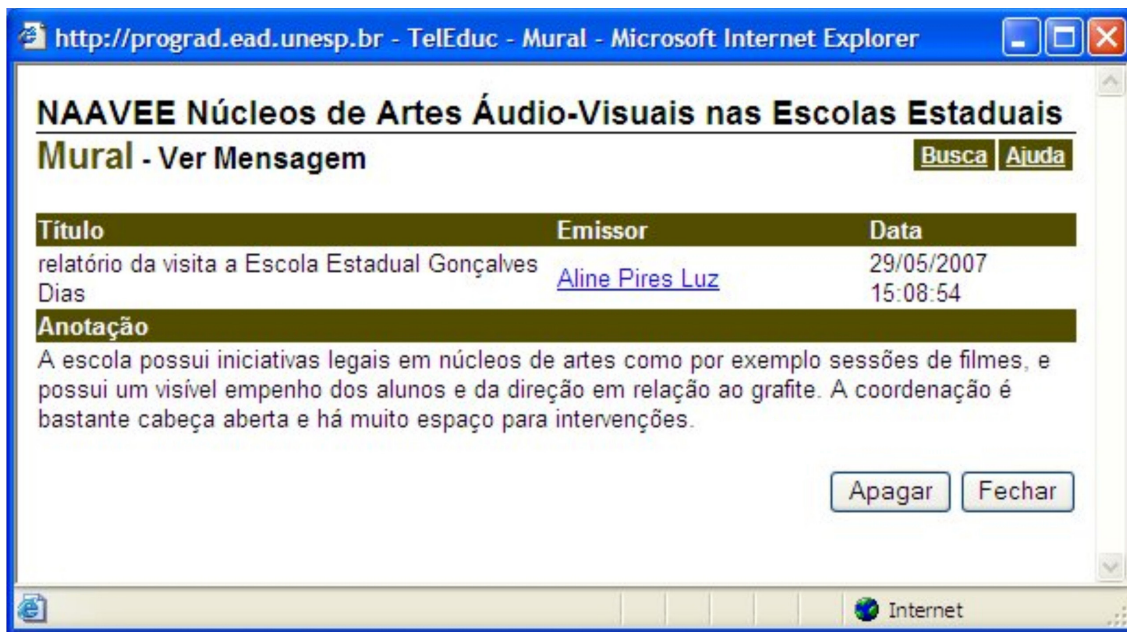 http://prograd.ead.unesp.br - TelEduc - Mural - Microsoft Internet Explorer
NAAVEE Núcleos de Artes Áudio-Visuais nas Escolas Estaduais
Mural - Ver Mensagem
Busca Ajuda
Título Emissor Data
relatório da visita a Escola Estadual Gonçalves
Dias
Aline Pires Luz
29/05/2007
15:08:54
Anotação
A escola possui iniciativas legais em núcleos de artes como por exemplo sessões de filmes, e
possui um visível empenho dos alunos e da direção em relação ao grafite. A coordenação é
bastante cabeça aberta e há muito espaço para intervenções.
Apagar Fechar
Internet